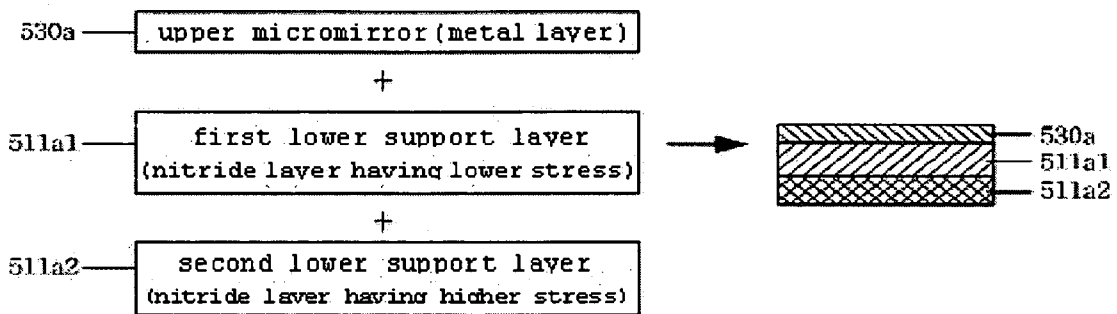 530a
upper micromirror(metal layer)
+
511a1
first lower support layer
(nitride layer having lower stress)
+
511a2
second lower support layer
(nitride layer having higher stress)
530a
511a1
511a2